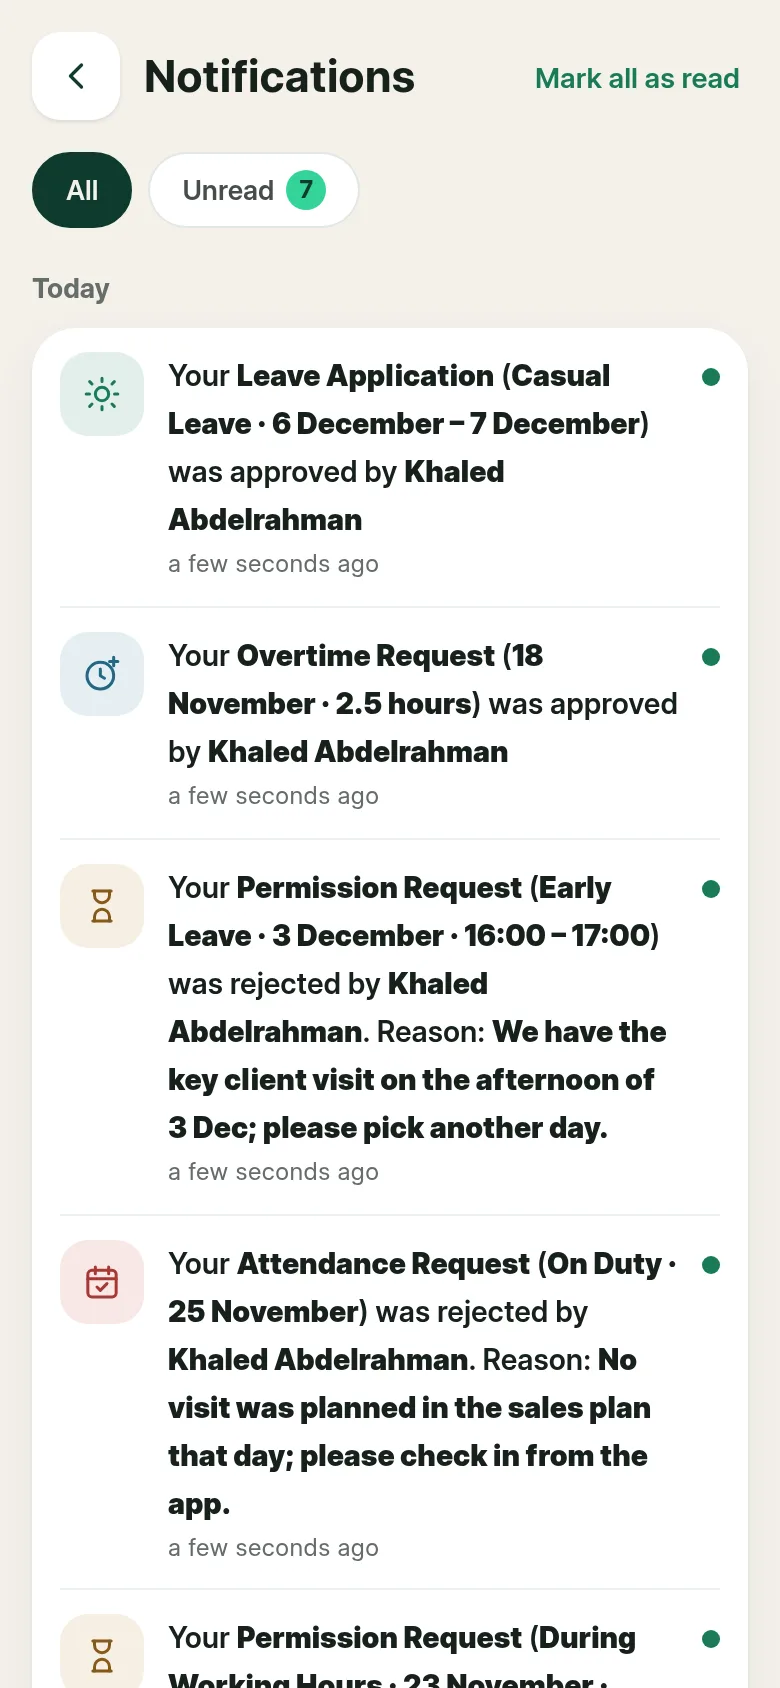 Notifications
Mark all as read
All
Unread 7
Today
Your Leave Application (Casual
Leave · 6 December – 7 December)
was approved by Khaled
Abdelrahman
a few seconds ago
Your Overtime Request (18
November · 2.5 hours) was approved
by Khaled Abdelrahman
a few seconds ago
Your Permission Request (Early
Leave · 3 December · 16:00 – 17:00)
was rejected by Khaled
Abdelrahman. Reason: We have the
key client visit on the afternoon of
3 Dec; please pick another day.
a few seconds ago
Your Attendance Request (On Duty ·
25 November) was rejected by
Khaled Abdelrahman. Reason: No
visit was planned in the sales plan
that day; please check in from the
app.
a few seconds ago
Your Permission Request (During
Working Hours · 23 November ·